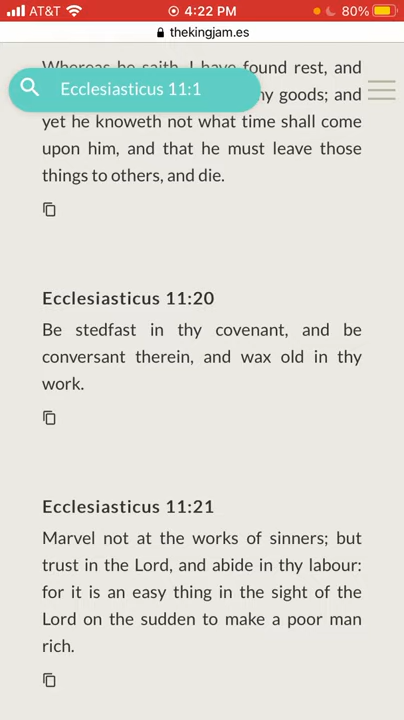 AT&T 4:22 PM 80%
thekingjam.es
Whereas he saith, I have found rest, and
Ecclesiasticus 11:1 my goods; and
yet he knoweth not what time shall come
upon him, and that he must leave those
things to others, and die.
Ecclesiasticus 11:20
Be stedfast in thy covenant, and be
conversant therein, and wax old in thy
work.
Ecclesiasticus 11:21
Marvel not at the works of sinners; but
trust in the Lord, and abide in thy labour:
for it is an easy thing in the sight of the
Lord on the sudden to make a poor man
rich.